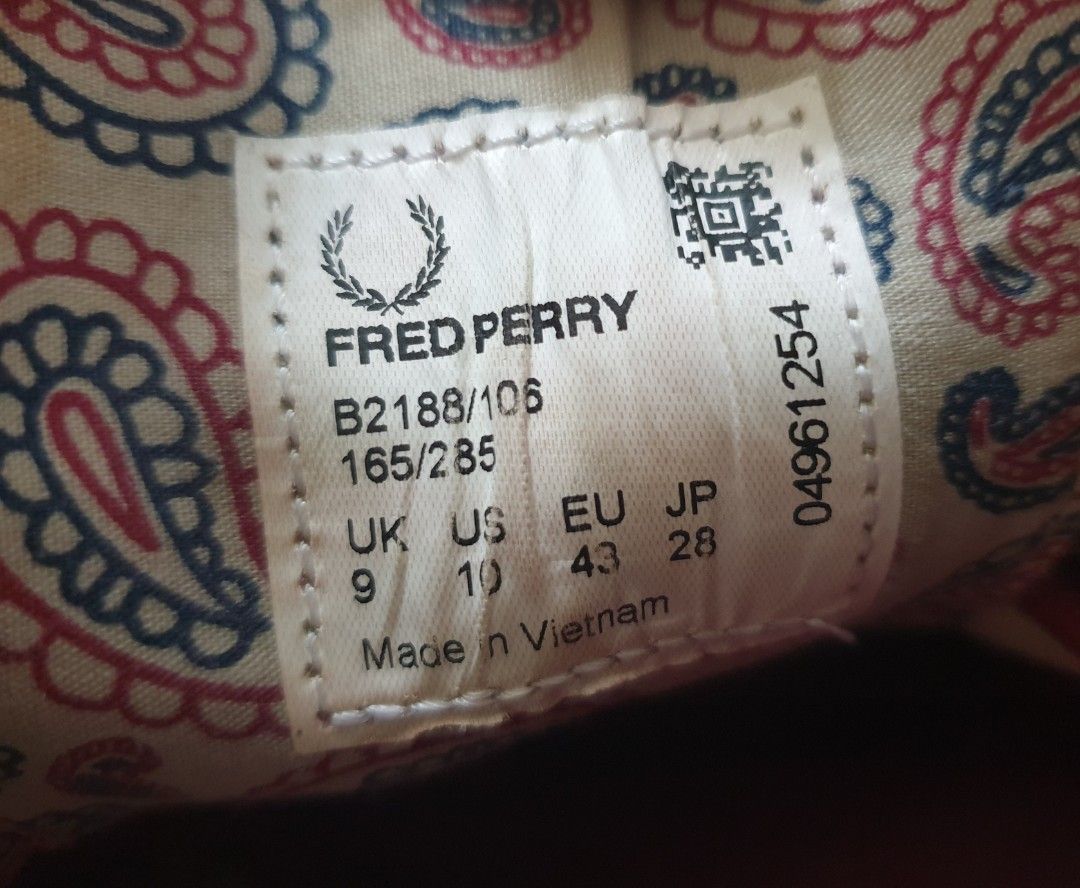 FRED PERRY
B2188/106
165/285
UK US EU JP
9 10 43 28
Made in Vietnam
04961254